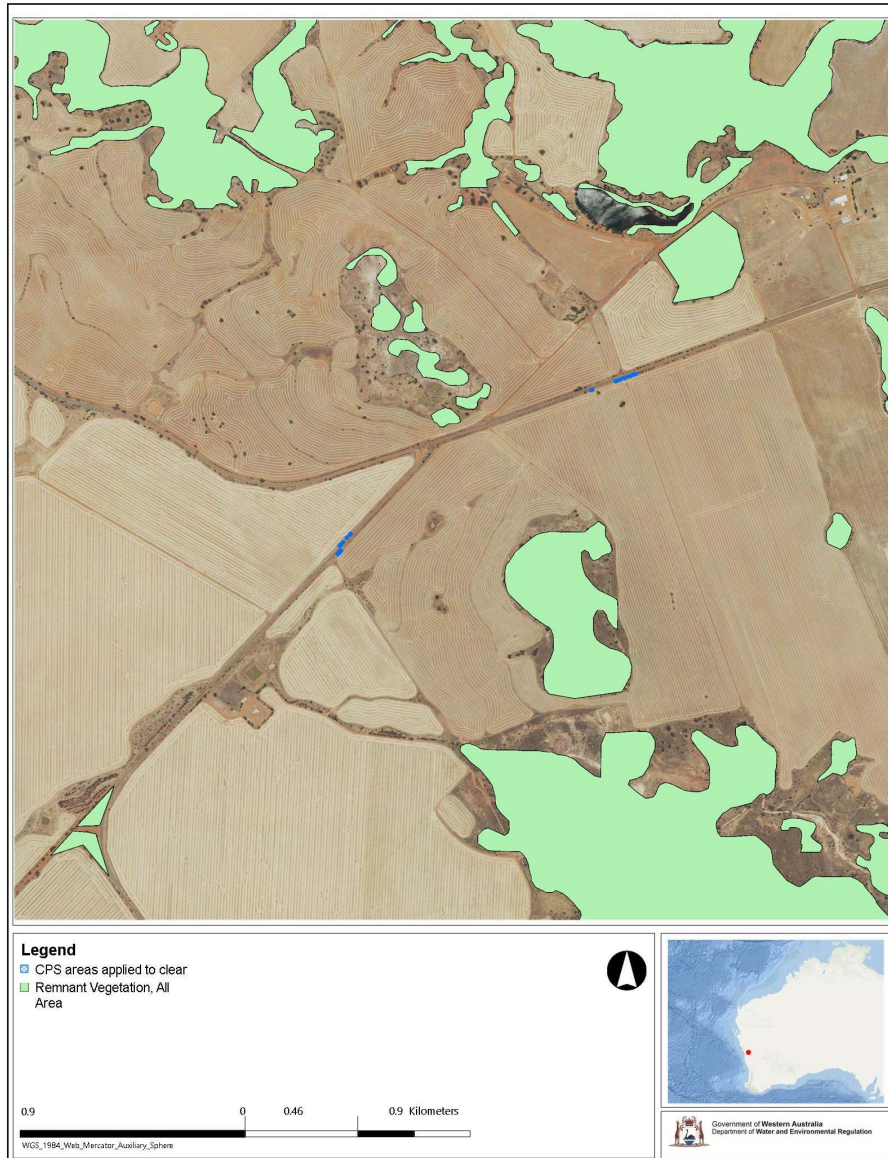 Legend
CPS areas applied to clear
Remnant Vegetation, All
Area
0.9 0 0.46 0.9 Kilometers
WGS_1984_Web_Mercator_Auxiliary_Sphere
Government of Western Australia
Department of Water and Environmental Regulation